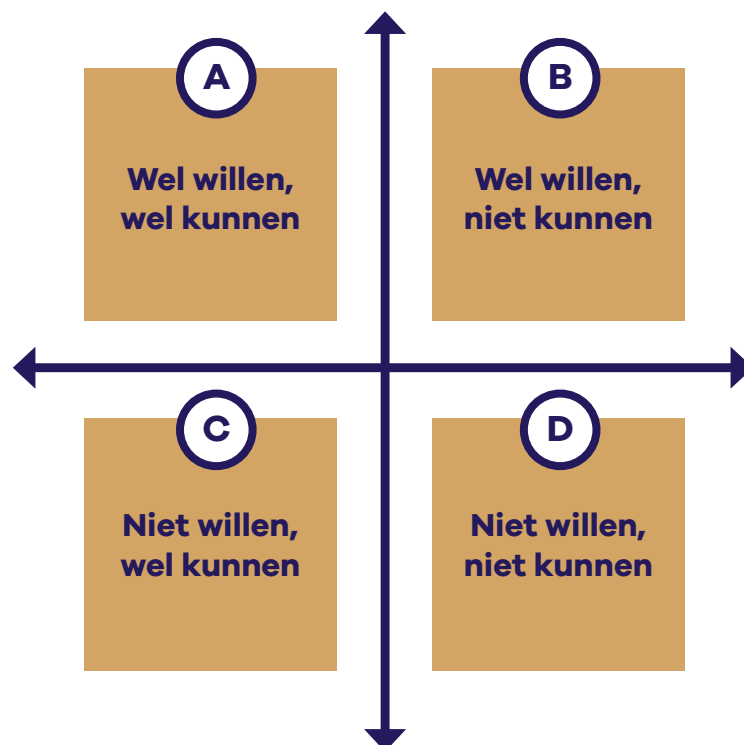 A
Wel willen,
wel kunnen
B
Wel willen,
niet kunnen
C
Niet willen,
wel kunnen
D
Niet willen,
niet kunnen